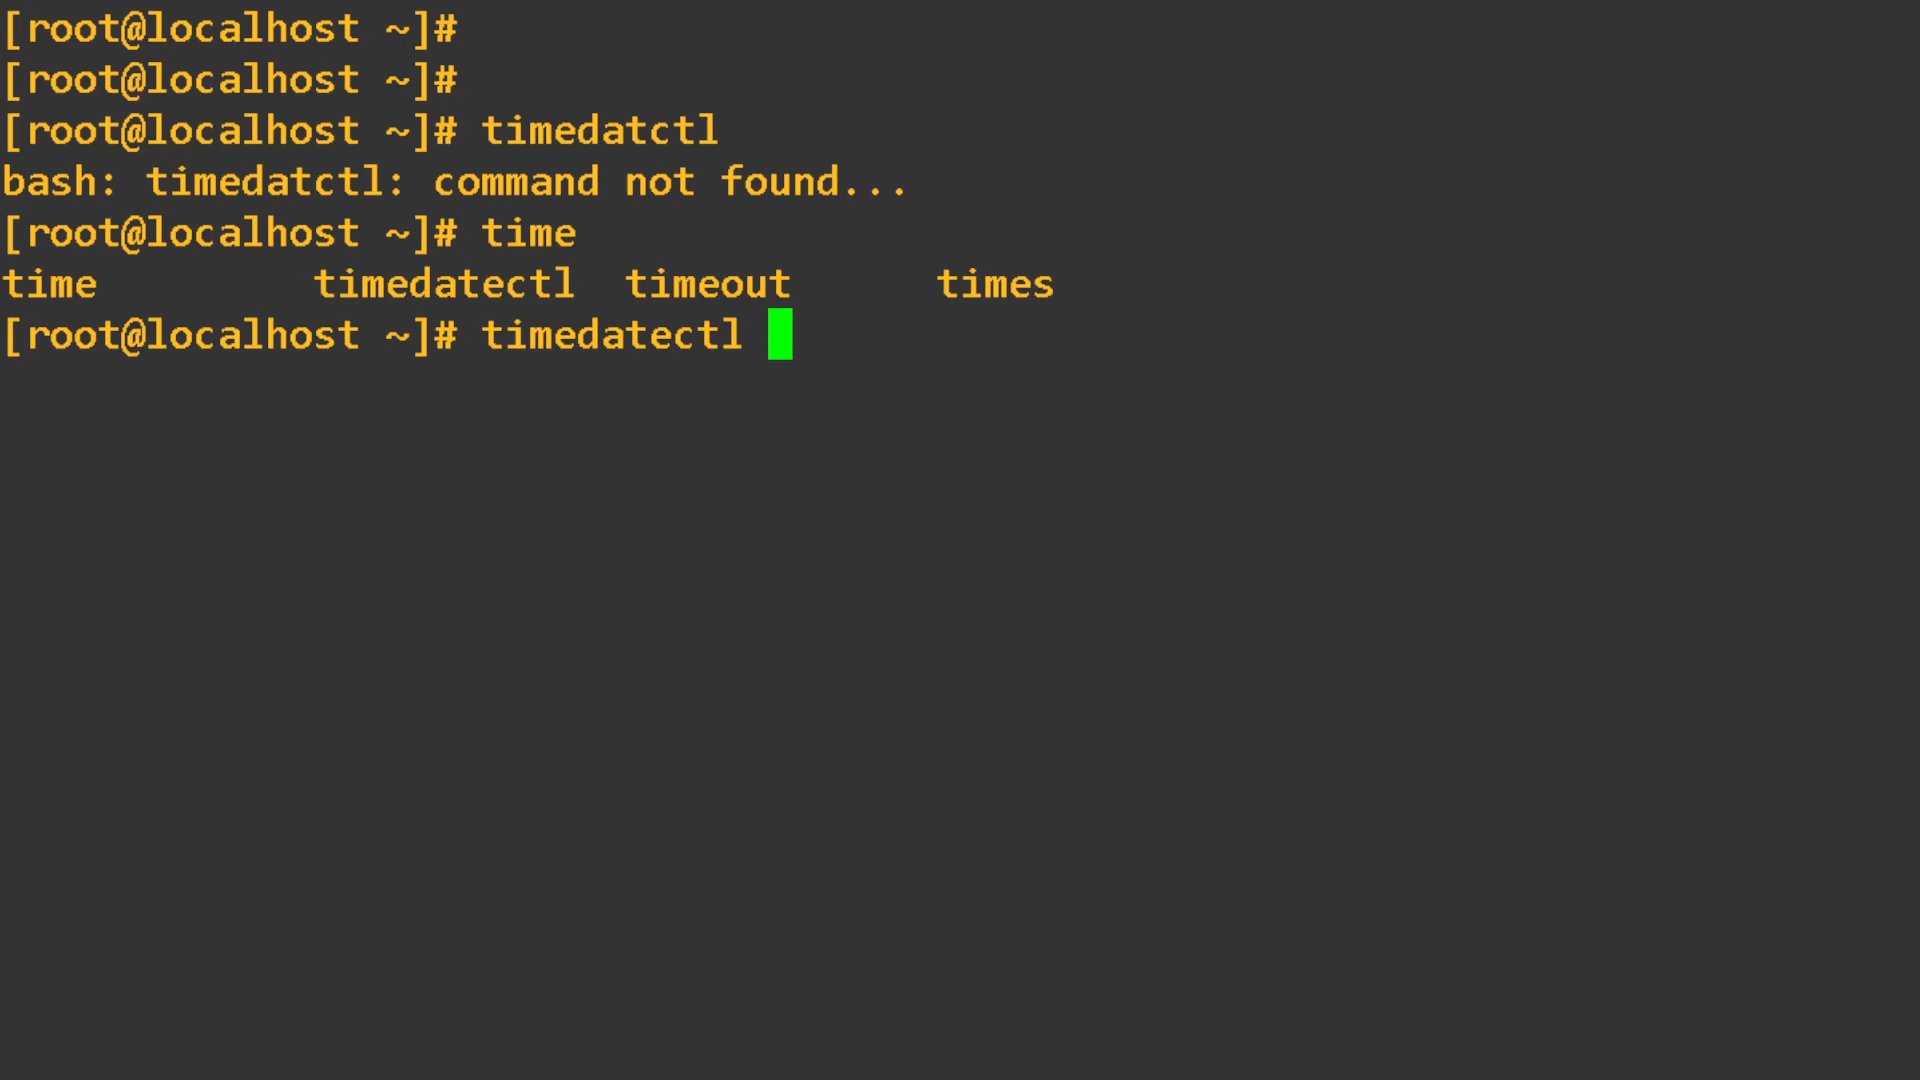 [root@localhost ~]#
[root@localhost ~]#
[root@localhost ~]# timedatctl
bash: timedatctl: command not found...
[root@localhost ~]# time
time         timedatectl  timeout      times
[root@localhost ~]# timedatectl